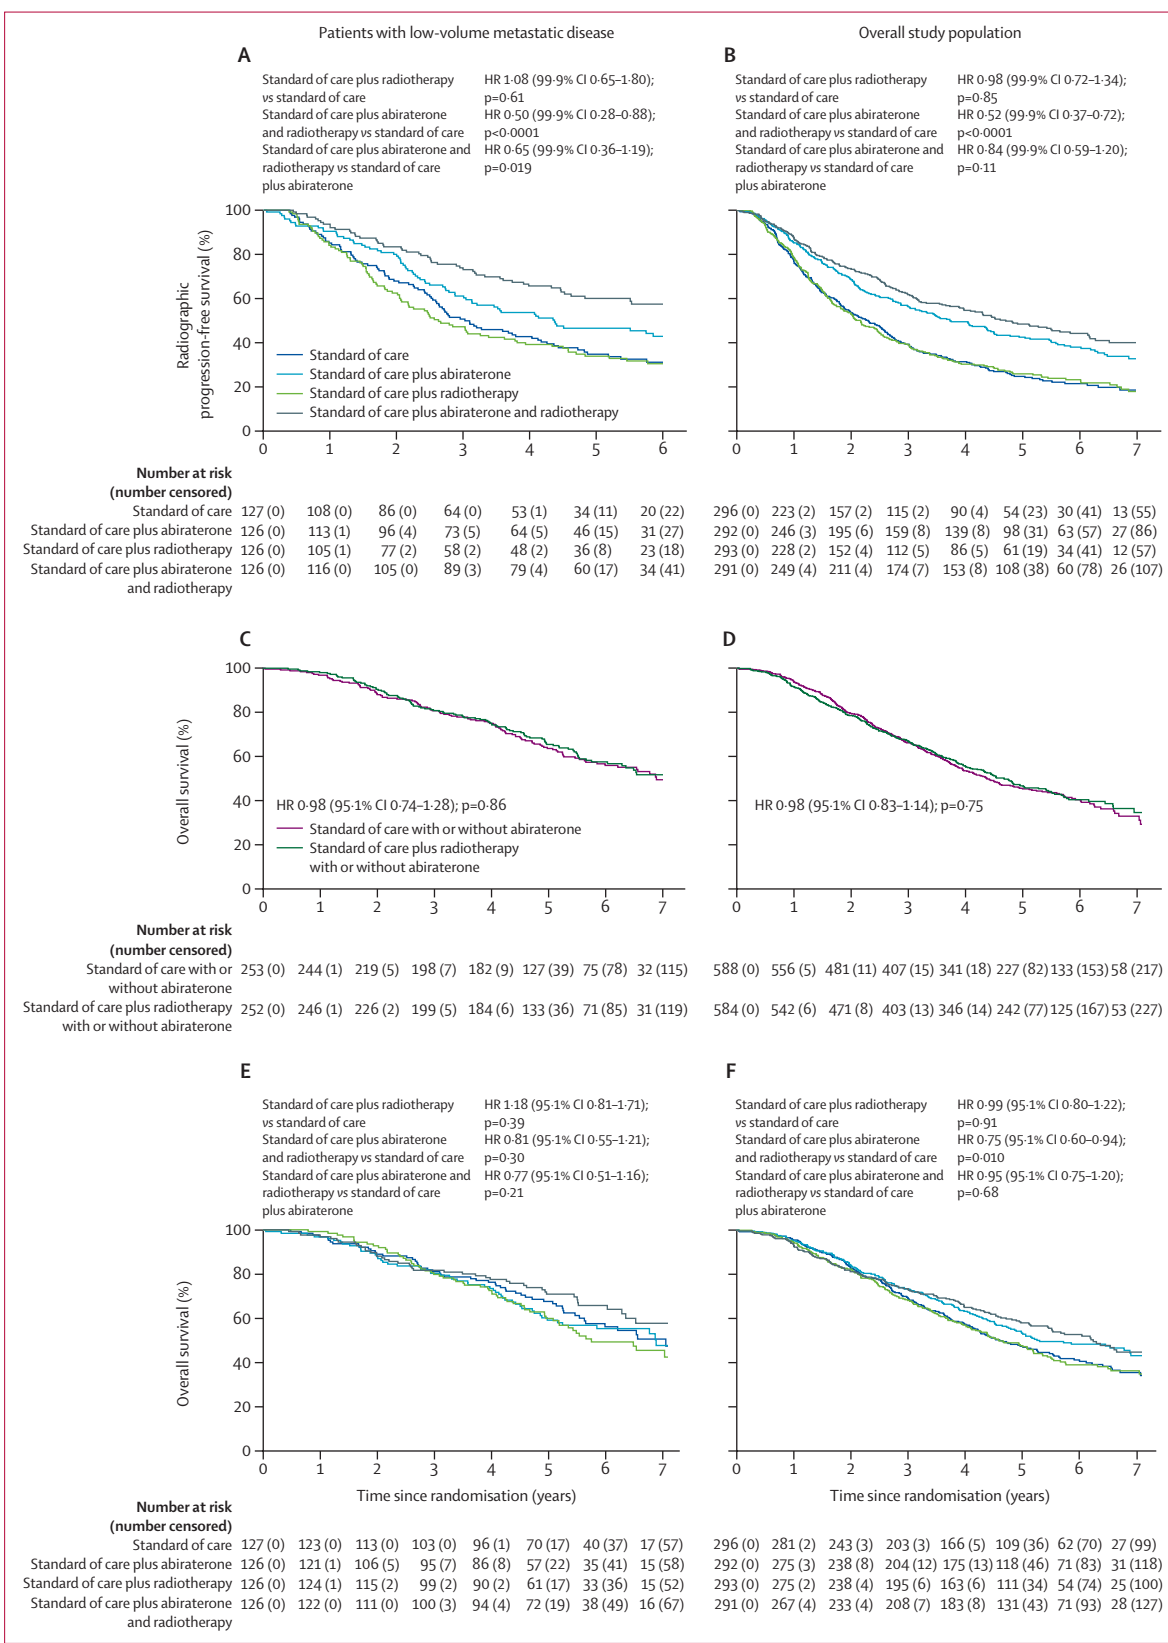 Patients with low-volume metastatic disease
Overall study population
A
Standard of care plus radiotherapy
vs standard of care
HR 1·08 (99·9% CI 0·65–1·80);
p=0·61
Standard of care plus abiraterone
and radiotherapy vs standard of care
HR 0·50 (99·9% CI 0·28–0·88);
p<0·0001
Standard of care plus abiraterone and
radiotherapy vs standard of care
plus abiraterone
HR 0·65 (99·9% CI 0·36–1·19);
p=0·019
B
Standard of care plus radiotherapy
vs standard of care
HR 0·98 (99·9% CI 0·72–1·34);
p=0·85
Standard of care plus abiraterone
and radiotherapy vs standard of care
HR 0·52 (99·9% CI 0·37–0·72);
p<0·0001
Standard of care plus abiraterone and
radiotherapy vs standard of care
plus abiraterone
HR 0·84 (99·9% CI 0·59–1·20);
p=0·11
Radiographic
progression-free survival (%)
100
80
60
40
20
0
Standard of care
Standard of care plus abiraterone
Standard of care plus radiotherapy
Standard of care plus abiraterone and radiotherapy
0 1 2 3 4 5 6
100
80
60
40
20
0
0 1 2 3 4 5 6 7
Number at risk
(number censored)
Standard of care 127 (0) 108 (0) 86 (0) 64 (0) 53 (1) 34 (11) 20 (22) 296 (0) 223 (2) 157 (2) 115 (2) 90 (4) 54 (23) 30 (41) 13 (55)
Standard of care plus abiraterone 126 (0) 113 (1) 96 (4) 73 (5) 64 (5) 46 (15) 31 (27) 292 (0) 246 (3) 195 (6) 159 (8) 139 (8) 98 (31) 63 (57) 27 (86)
Standard of care plus radiotherapy 126 (0) 105 (1) 77 (2) 58 (2) 48 (2) 36 (8) 23 (18) 293 (0) 228 (2) 152 (4) 112 (5) 86 (5) 61 (19) 34 (41) 12 (57)
Standard of care plus abiraterone 126 (0) 116 (0) 105 (0) 89 (3) 79 (4) 60 (17) 34 (41) 291 (0) 249 (4) 211 (4) 174 (7) 153 (8) 108 (38) 60 (78) 26 (107)
and radiotherapy
C
Overall survival (%)
100
80
60
40
20
0
HR 0·98 (95·1% CI 0·74–1·28); p=0·86
Standard of care with or without abiraterone
Standard of care plus radiotherapy
with or without abiraterone
0 1 2 3 4 5 6 7
D
100
80
60
40
20
0
HR 0·98 (95·1% CI 0·83–1·14); p=0·75
0 1 2 3 4 5 6 7
Number at risk
(number censored)
Standard of care with or 253 (0) 244 (1) 219 (5) 198 (7) 182 (9) 127 (39) 75 (78) 32 (115) 588 (0) 556 (5) 481 (11) 407 (15) 341 (18) 227 (82) 133 (153) 58 (217)
without abiraterone
Standard of care plus radiotherapy 252 (0) 246 (1) 226 (2) 199 (5) 184 (6) 133 (36) 71 (85) 31 (119) 584 (0) 542 (6) 471 (8) 403 (13) 346 (14) 242 (77) 125 (167) 53 (227)
with or without abiraterone
E
Standard of care plus radiotherapy
vs standard of care
HR 1·18 (95·1% CI 0·81–1·71);
p=0·39
Standard of care plus abiraterone
and radiotherapy vs standard of care
HR 0·81 (95·1% CI 0·55–1·21);
p=0·30
Standard of care plus abiraterone and
radiotherapy vs standard of care
plus abiraterone
HR 0·77 (95·1% CI 0·51–1·16);
p=0·21
F
Standard of care plus radiotherapy
vs standard of care
HR 0·99 (95·1% CI 0·80–1·22);
p=0·91
Standard of care plus abiraterone
and radiotherapy vs standard of care
HR 0·75 (95·1% CI 0·60–0·94);
p=0·010
Standard of care plus abiraterone and
radiotherapy vs standard of care
plus abiraterone
HR 0·95 (95·1% CI 0·75–1·20);
p=0·68
Overall survival (%)
100
80
60
40
20
0
0 1 2 3 4 5 6 7
Time since randomisation (years)
100
80
60
40
20
0
0 1 2 3 4 5 6 7
Time since randomisation (years)
Number at risk
(number censored)
Standard of care 127 (0) 123 (0) 113 (0) 103 (0) 96 (1) 70 (17) 40 (37) 17 (57) 296 (0) 281 (2) 243 (3) 203 (3) 166 (5) 109 (36) 62 (70) 27 (99)
Standard of care plus abiraterone 126 (0) 121 (1) 106 (5) 95 (7) 86 (8) 57 (22) 35 (41) 15 (58) 292 (0) 275 (3) 238 (8) 204 (12) 175 (13) 118 (46) 71 (83) 31 (118)
Standard of care plus radiotherapy 126 (0) 124 (1) 115 (2) 99 (2) 90 (2) 61 (17) 33 (36) 15 (52) 293 (0) 275 (2) 238 (4) 195 (6) 163 (6) 111 (34) 54 (74) 25 (100)
Standard of care plus abiraterone 126 (0) 122 (0) 111 (0) 100 (3) 94 (4) 72 (19) 38 (49) 16 (67) 291 (0) 267 (4) 233 (4) 208 (7) 183 (8) 131 (43) 71 (93) 28 (127)
and radiotherapy